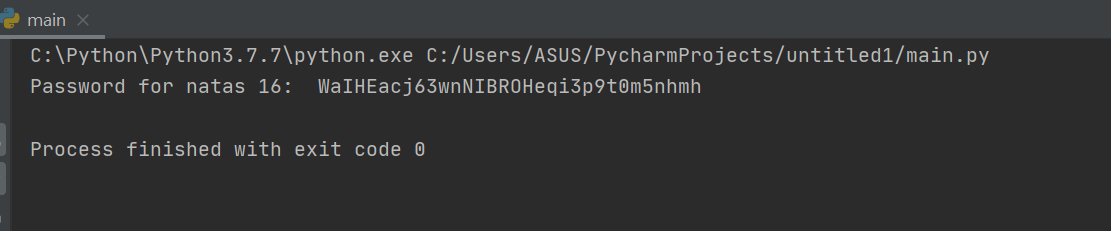 main
C:\Python\Python3.7.7\python.exe C:/Users/ASUS/PycharmProjects/untitled1/main.py
Password for natas 16:  WaIHEacj63wnNIBROHeqi3p9t0m5nhmh
Process finished with exit code 0